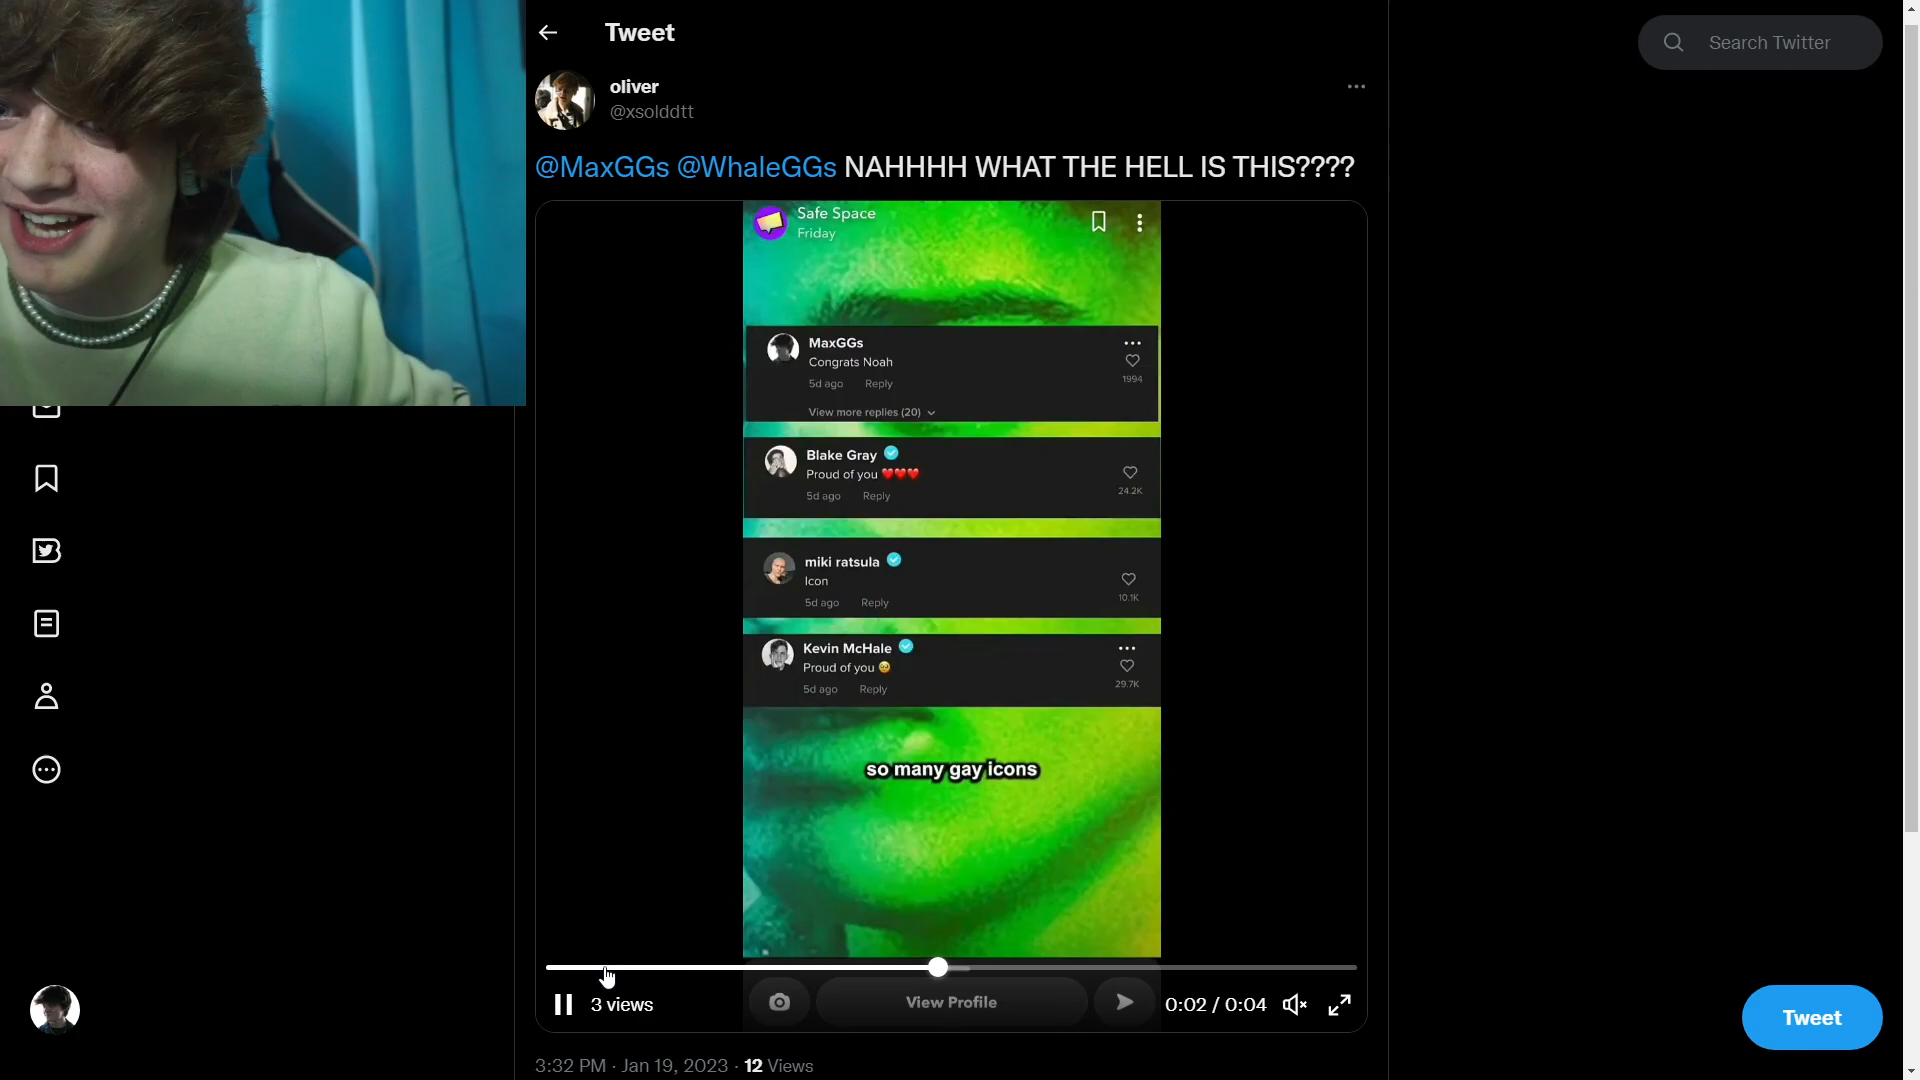 Tweet
Search Twitter
oliver
@xsolddtt
@MaxGGs @WhaleGGs NAHHHH WHAT THE HELL IS THIS????
Safe Space
Friday
MaxGGs
Congrats Noah
5d ago Reply
1994
View more replies (20)
Blake Gray
Proud of you ❤️❤️❤️
5d ago Reply
24.2K
miki ratsula
Icon
5d ago Reply
10.1K
Kevin McHale
Proud of you 🥹
5d ago Reply
29.7K
so many gay icons
3 views
View Profile
0:02 / 0:04
Tweet
3:32 PM · Jan 19, 2023 · 12 Views